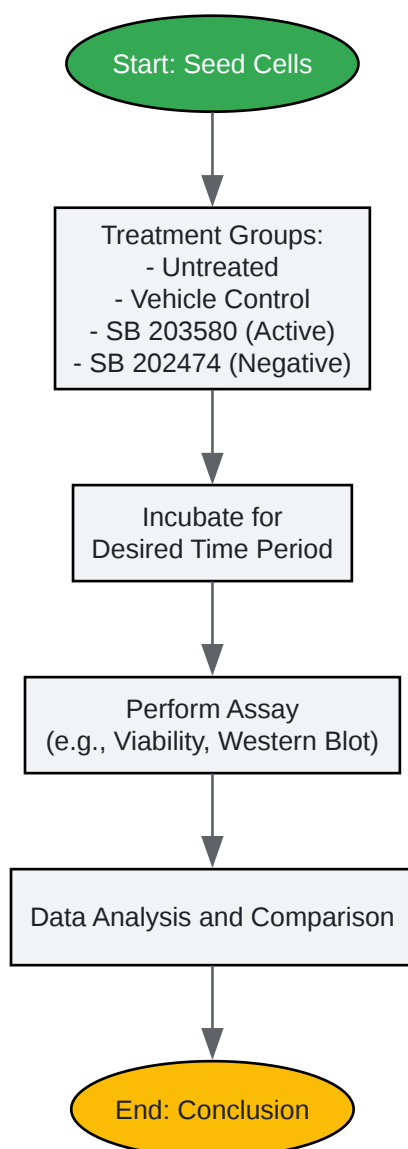 Start: Seed Cells
Treatment Groups:
- Untreated
- Vehicle Control
- SB 203580 (Active)
- SB 202474 (Negative)
Incubate for
Desired Time Period
Perform Assay
(e.g., Viability, Western Blot)
Data Analysis and Comparison
End: Conclusion